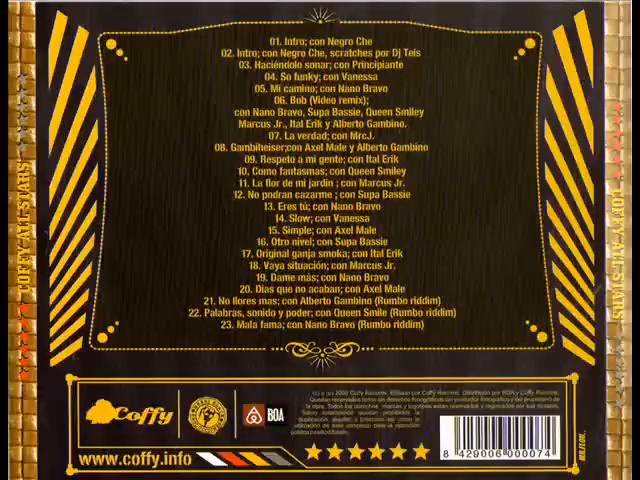 01. Intro; con Negro Che
02. Intro; con Negro Che, scratches por Dj Teis
03. Haciéndolo sonar; con Principiante
04. So funky; con Vanessa
05. Mi camino; con Nano Bravo
06. Bob (Video remix);
con Nano Bravo, Supa Bassie, Queen Smiley
Marcus Jr., Ital Erik y Alberto Gambino.
07. La verdad; con Mrc.J.
08. Gambiheiser;con Axel Male y Alberto Gambino
09. Respeto a mi gente; con Ital Erik
10. Como fantasmas; con Queen Smiley
11. La flor de mi jardin ; con Marcus Jr.
12. No podran cazarme ; con Supa Bassie
13. Eres tú; con Nano Bravo
14. Slow; con Vanessa
15. Simple; con Axel Male
16. Otro nivel; con Supa Bassie
17. Original ganja smoka; con Ital Erik
18. Vaya situación; con Marcus Jr.
19. Dame más; con Nano Bravo
20. Dias que no acaban; con Axel Male
21. No flores mas; con Alberto Gambino (Rumbo riddim)
22. Palabras, sonido y poder; con Queen Smile (Rumbo riddim)
23. Mala fama; con Nano Bravo (Rumbo riddim)
COFFY ALL STARS
COFFY ALL STARS
Coffy
BOA
www.coffy.info
8 429006 000074